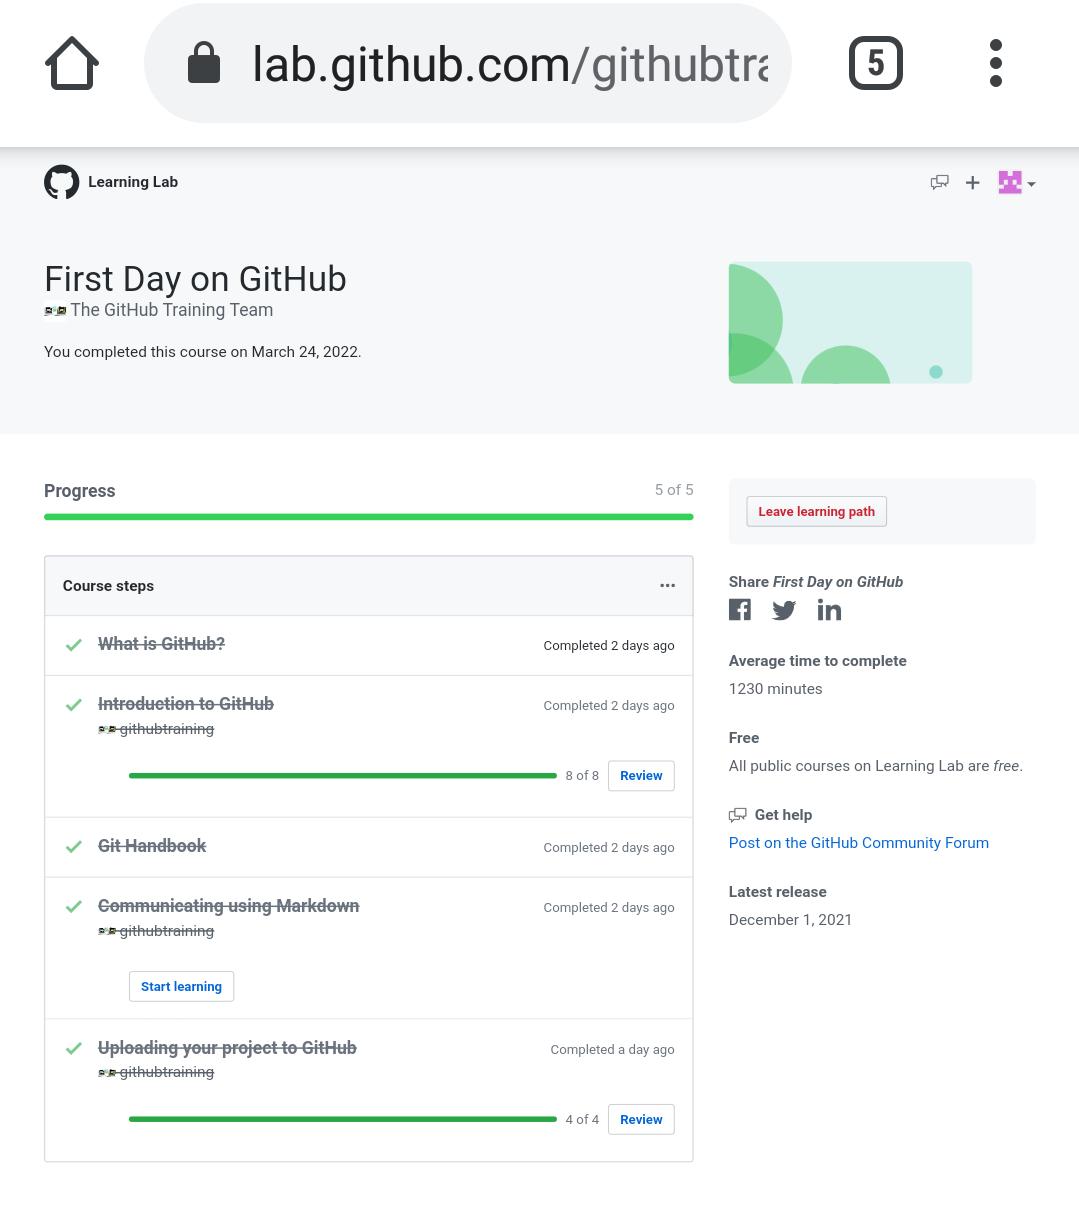 lab.github.com/githubtra
5
Learning Lab
First Day on GitHub
The GitHub Training Team
You completed this course on March 24, 2022.
Progress
5 of 5
Course steps
What is GitHub?
Completed 2 days ago
Introduction to GitHub
Completed 2 days ago
githubtraining
8 of 8
Review
Git Handbook
Completed 2 days ago
Communicating using Markdown
Completed 2 days ago
githubtraining
Start learning
Uploading your project to GitHub
Completed a day ago
githubtraining
4 of 4
Review
Leave learning path
Share First Day on GitHub
Average time to complete
1230 minutes
Free
All public courses on Learning Lab are free.
Get help
Post on the GitHub Community Forum
Latest release
December 1, 2021